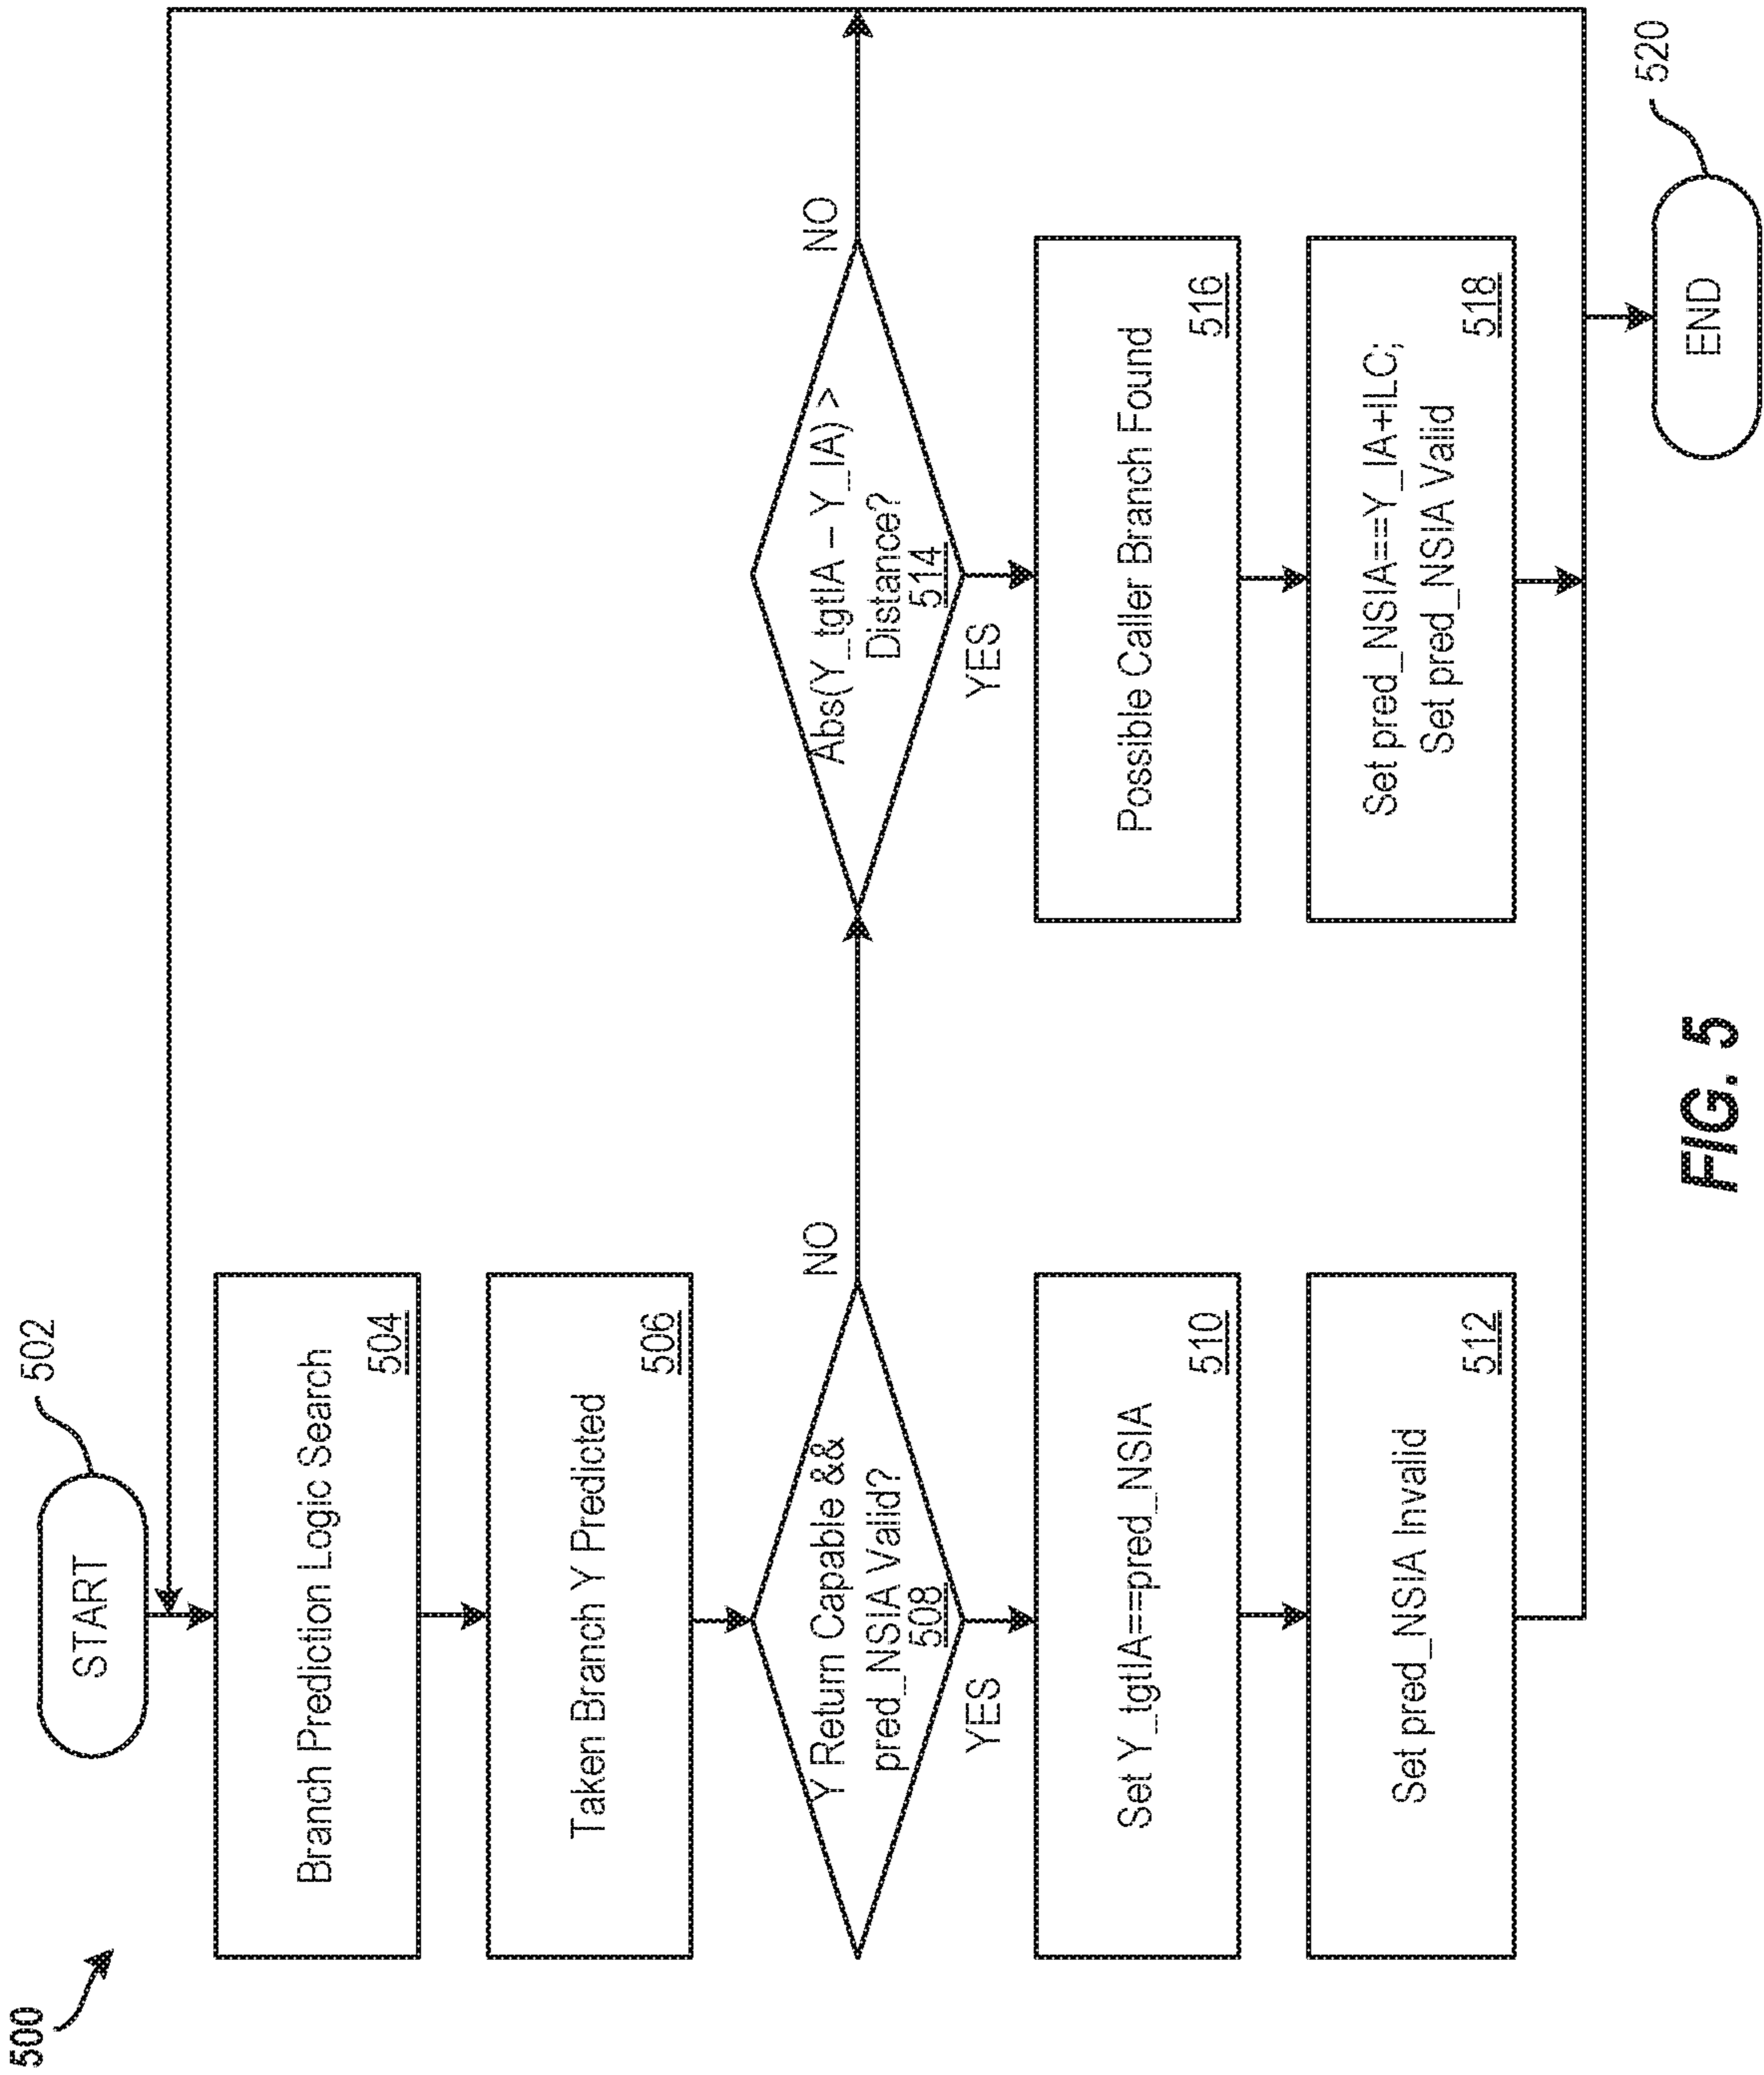 500
START
502
Branch Prediction Logic Search
504
Taken Branch Y Predicted
506
Y Return Capable &&
pred_NSIA Valid?
508
NO
YES
Set Y_tgtIA==pred_NSIA
510
Set pred_NSIA Invalid
512
Abs(Y_tgtIA – Y_IA) >
Distance?
514
NO
YES
Possible Caller Branch Found
516
Set pred_NSIA==Y_IA+ILC;
Set pred_NSIA Valid
518
END
520
FIG. 5